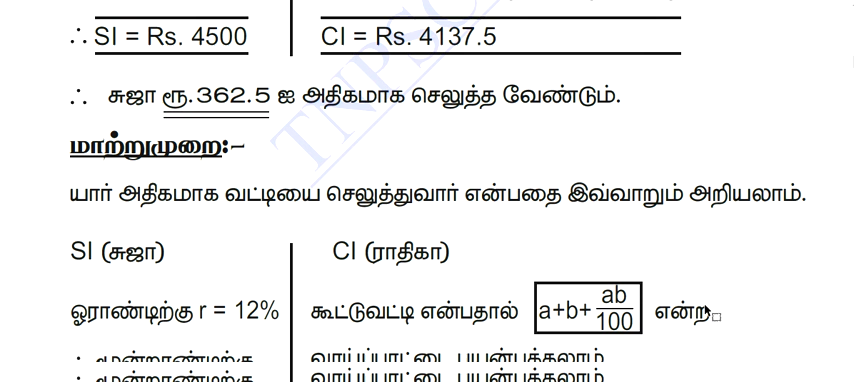 ∴ SI = Rs. 4500 CI = Rs. 4137.5
∴ சுஜா ரூ.362.5 ஐ அதிகமாக செலுத்த வேண்டும்.
மாற்றுமுறை:–
யார் அதிகமாக வட்டியை செலுத்துவார் என்பதை இவ்வாறும் அறியலாம்.
SI (சுஜா) CI (ராதிகா)
ஓராண்டிற்கு r = 12% கூட்டுவட்டி என்பதால் a+b+ab/100 என்ற
TNPSC